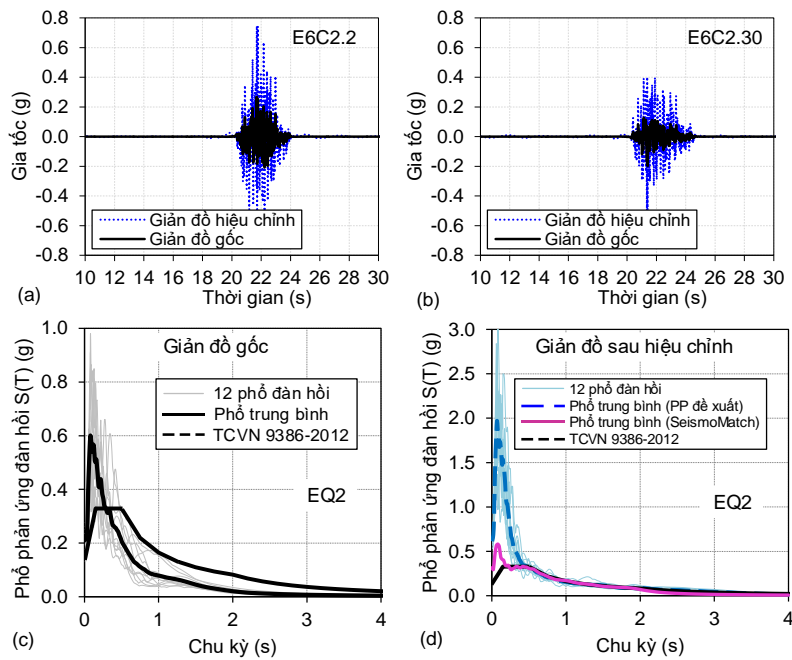 E6C2.2
Gia tốc (g)
0.8
0.6
0.4
0.2
0.0
-0.2
-0.4
-0.6
-0.8
Giản đồ hiệu chỉnh
Giản đồ gốc
10 12 14 16 18 20 22 24 26 28 30
Thời gian (s)
(a)
E6C2.30
Gia tốc (g)
0.8
0.6
0.4
0.2
0.0
-0.2
-0.4
-0.6
-0.8
Giản đồ hiệu chỉnh
Giản đồ gốc
10 12 14 16 18 20 22 24 26 28 30
Thời gian (s)
(b)
Giản đồ gốc
Phổ phản ứng đàn hồi S(T) (g)
1.0
0.8
0.6
0.4
0.2
0.0
12 phổ đàn hồi
Phổ trung bình
TCVN 9386-2012
EQ2
0 1 2 3 4
Chu kỳ (s)
(c)
Giản đồ sau hiệu chỉnh
Phổ phản ứng đàn hồi S(T) (g)
3.0
2.5
2.0
1.5
1.0
0.5
0.0
12 phổ đàn hồi
Phổ trung bình (PP đề xuất)
Phổ trung bình (SeismoMatch)
TCVN 9386-2012
EQ2
0 1 2 3 4
Chu kỳ (s)
(d)